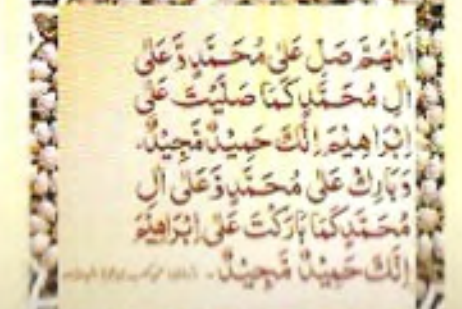 اَللّٰهُمَّ صَلِّ عَلٰى مُحَمَّدٍ وَّعَلٰى
اٰلِ مُحَمَّدٍ كَمَا صَلَّيْتَ عَلٰى
اِبْرَاهِيْمَ اِنَّكَ حَمِيْدٌ مَّجِيْدٌ،
وَبَارِكْ عَلٰى مُحَمَّدٍ وَّعَلٰى اٰلِ
مُحَمَّدٍ كَمَا بَارَكْتَ عَلٰى اِبْرَاهِيْمَ
اِنَّكَ حَمِيْدٌ مَّجِيْدٌ